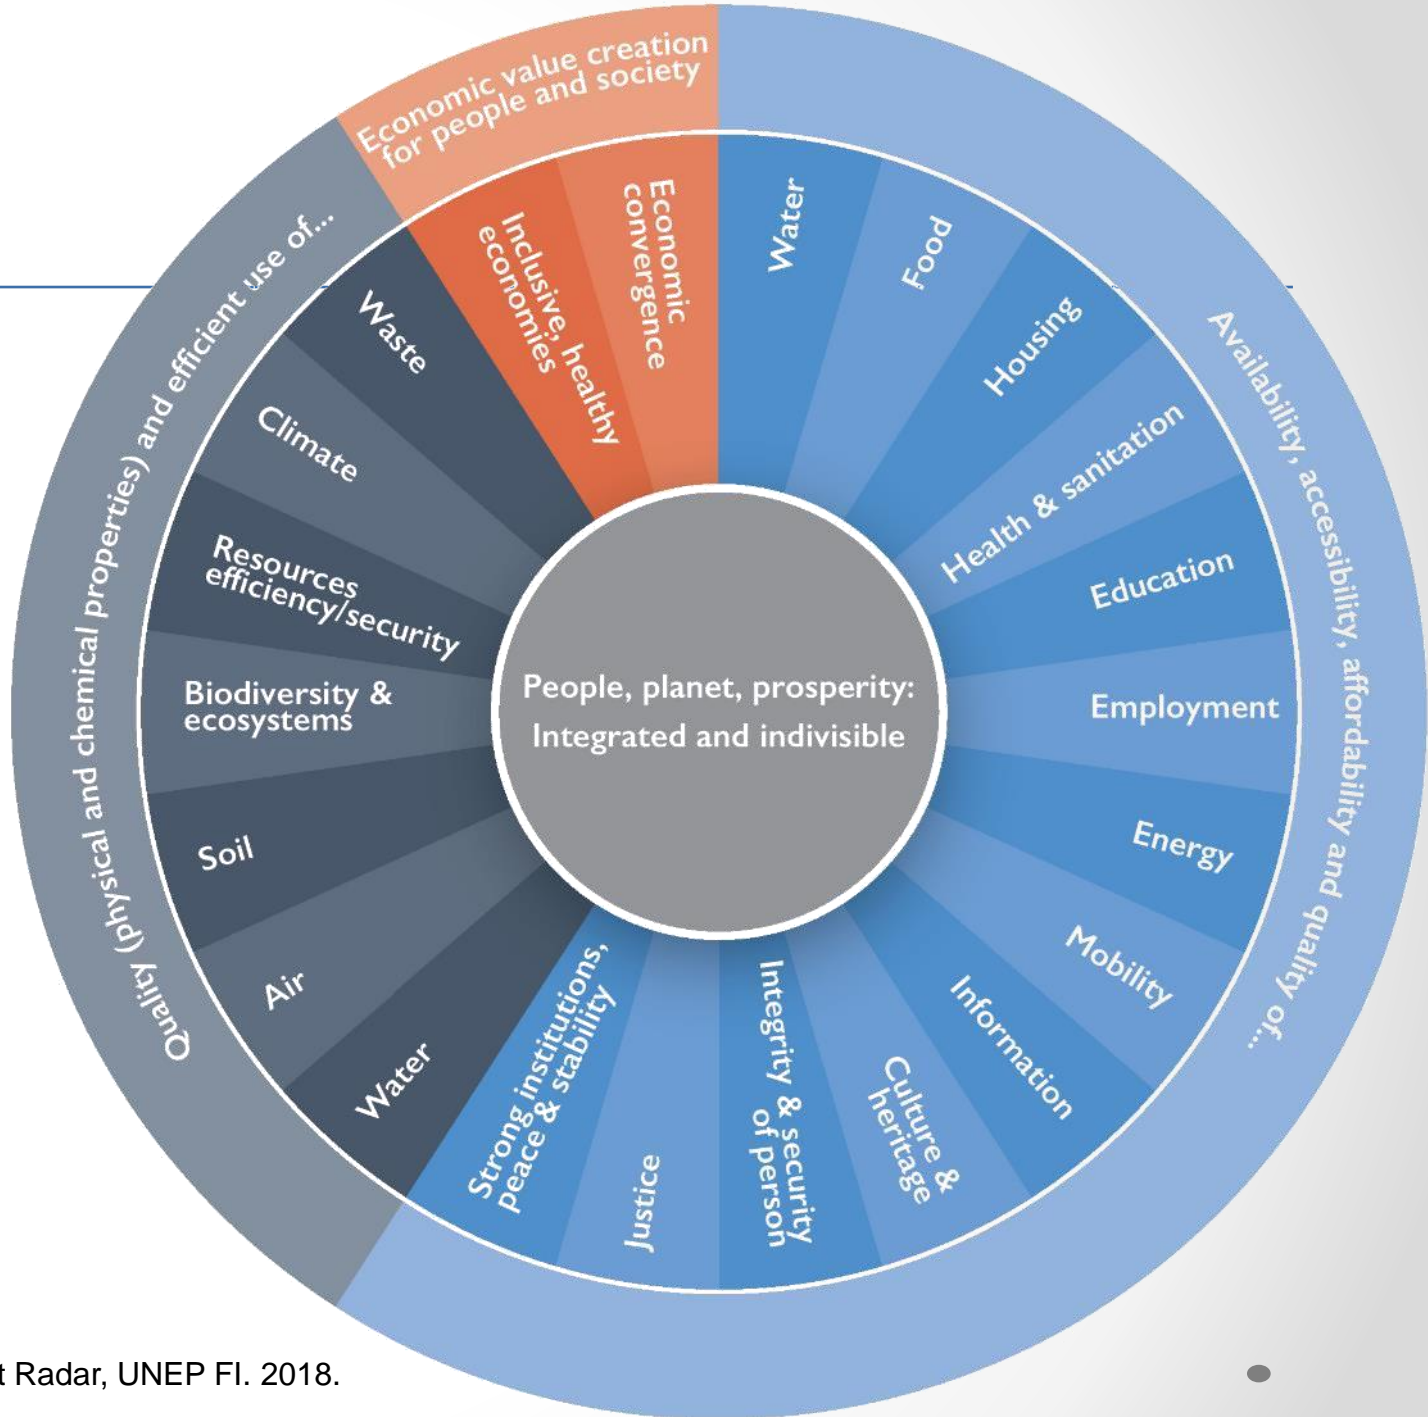 Economic value creation
for people and society
Availability, accessibility, affordability and quality of...
Quality (physical and chemical properties) and efficient use of...
Water
Food
Housing
Health & sanitation
Education
Employment
Energy
Mobility
Information
Culture &
heritage
Integrity & security
of person
Justice
Strong institutions,
peace & stability
Water
Air
Soil
Biodiversity &
ecosystems
Resources
efficiency/security
Climate
Waste
Inclusive, healthy
economies
Economic
convergence
People, planet, prosperity:
Integrated and indivisible
t Radar, UNEP FI. 2018.